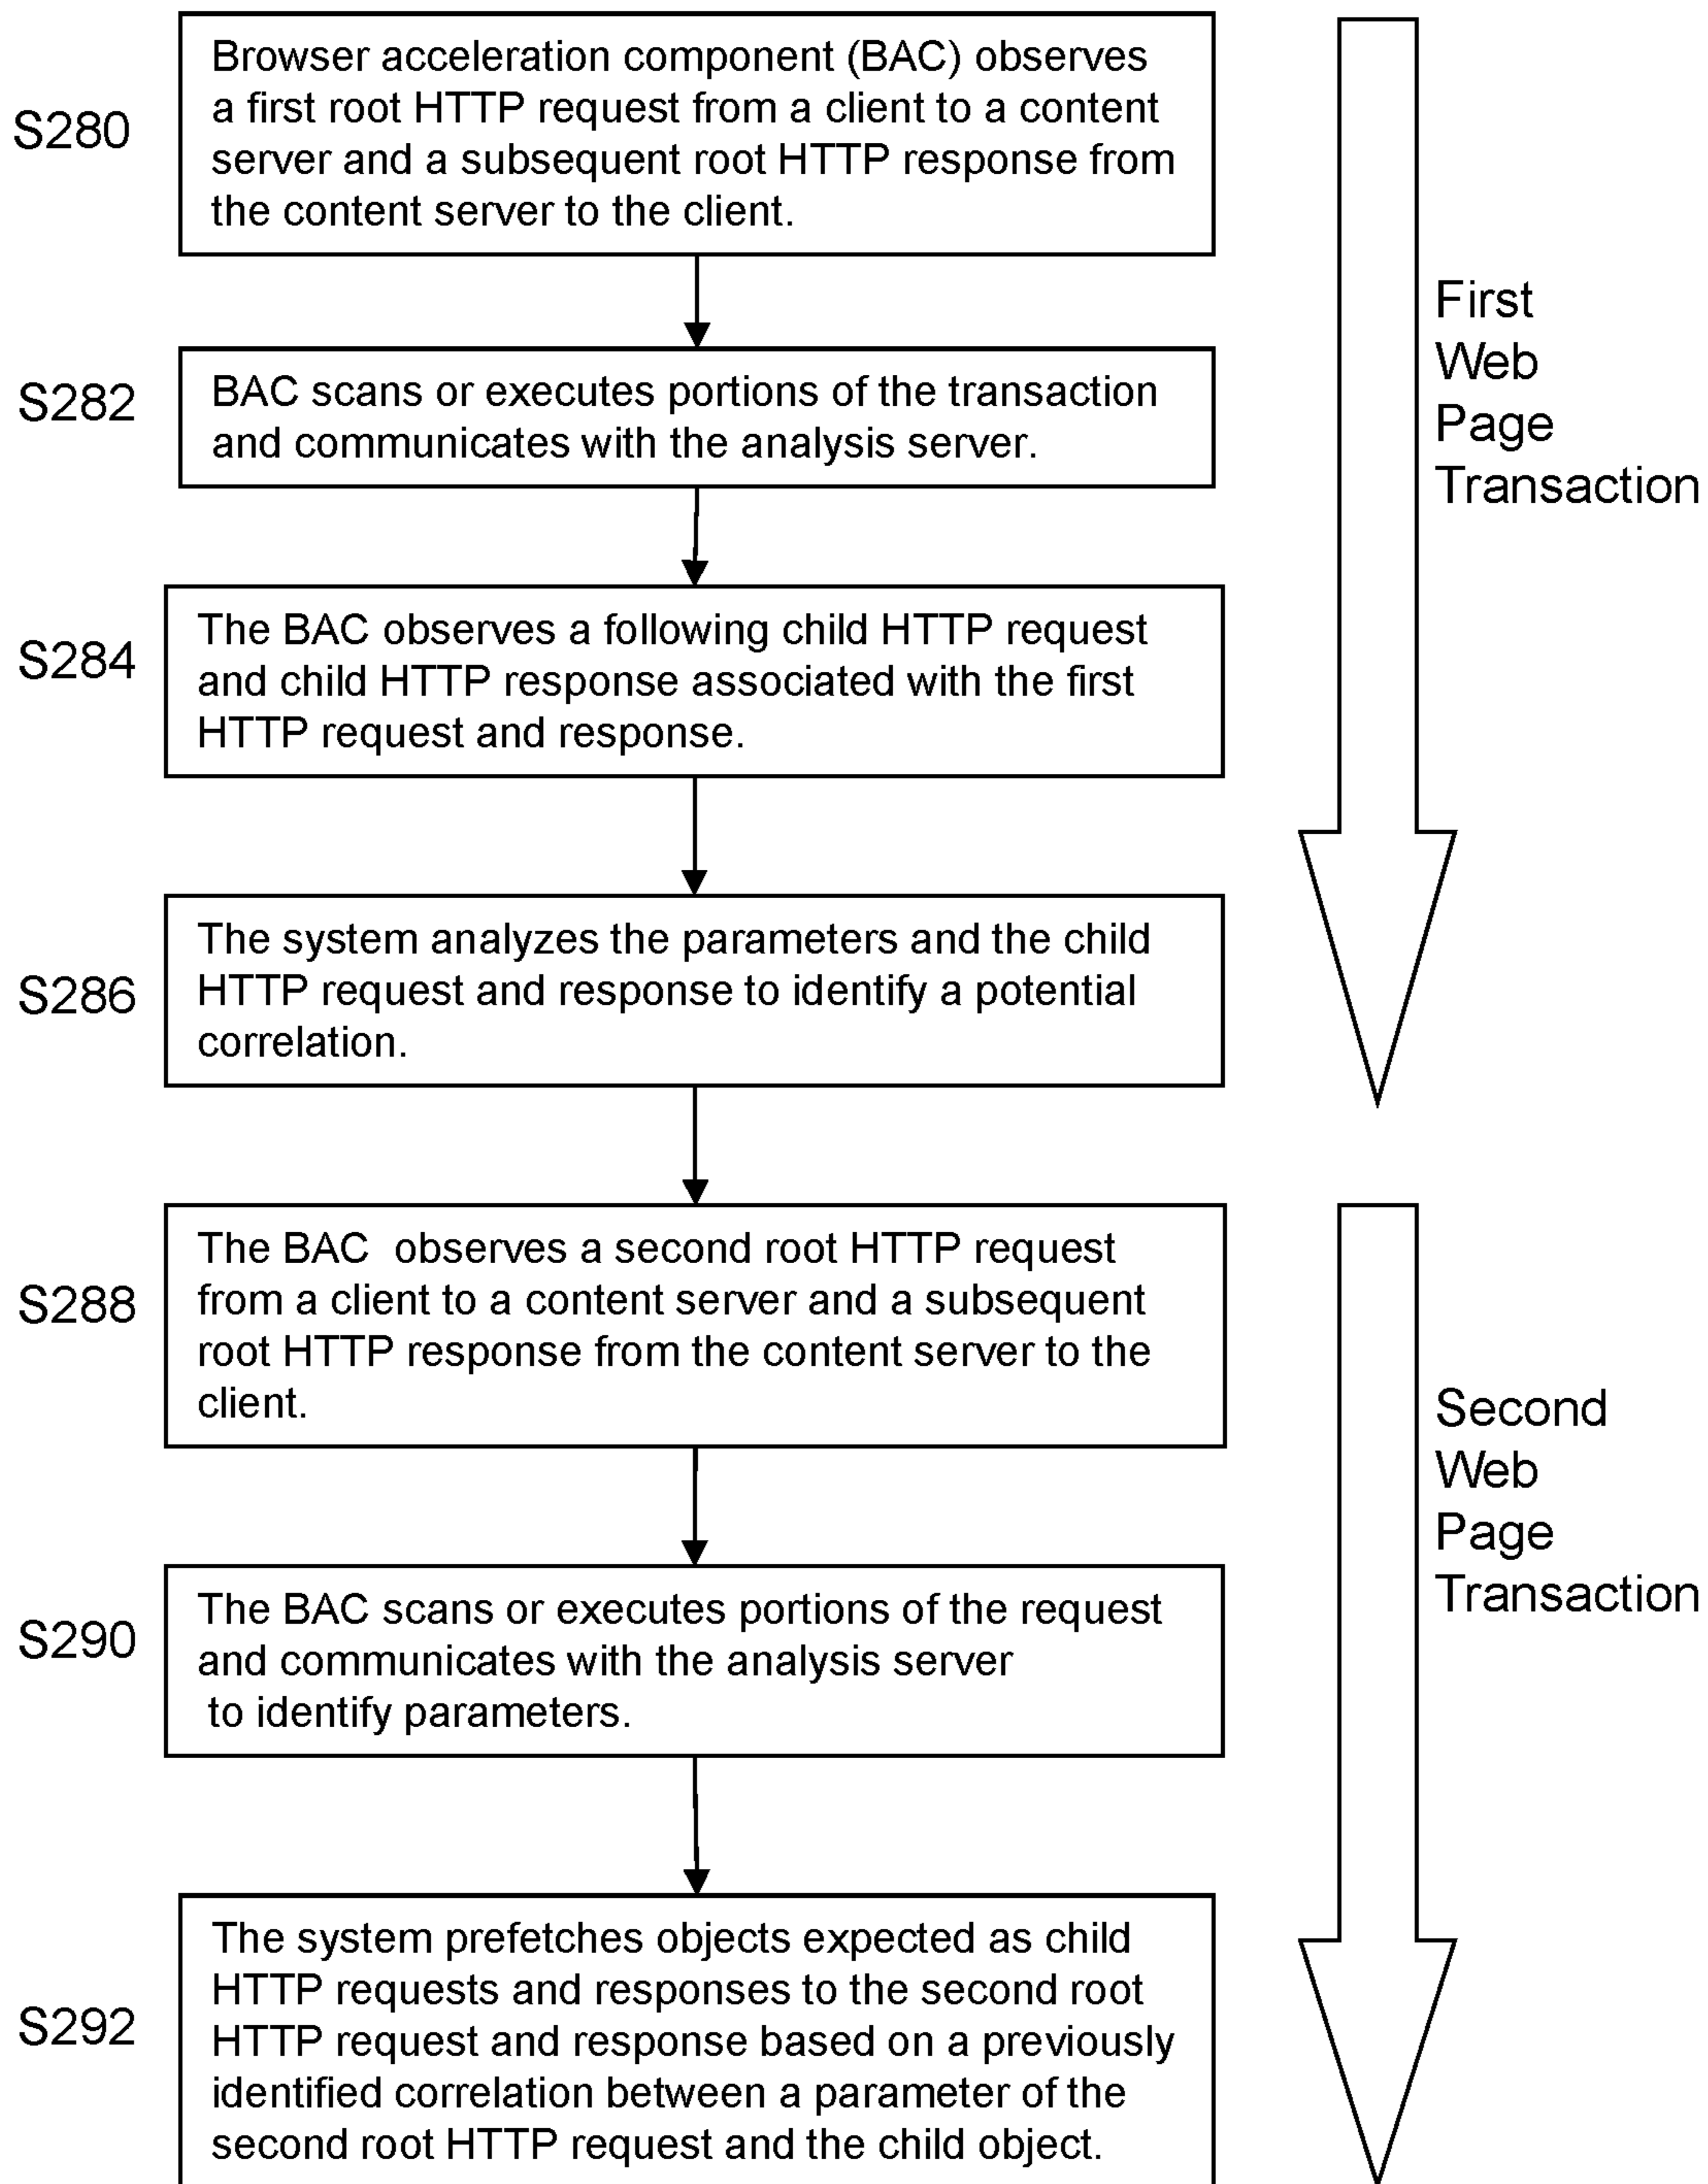 S280
Browser acceleration component (BAC) observes
a first root HTTP request from a client to a content
server and a subsequent root HTTP response from
the content server to the client.
First
Web
Page
Transaction
S282
BAC scans or executes portions of the transaction
and communicates with the analysis server.
S284
The BAC observes a following child HTTP request
and child HTTP response associated with the first
HTTP request and response.
S286
The system analyzes the parameters and the child
HTTP request and response to identify a potential
correlation.
S288
The BAC  observes a second root HTTP request
from a client to a content server and a subsequent
root HTTP response from the content server to the
client.
Second
Web
Page
Transaction
S290
The BAC scans or executes portions of the request
and communicates with the analysis server
to identify parameters.
S292
The system prefetches objects expected as child
HTTP requests and responses to the second root
HTTP request and response based on a previously
identified correlation between a parameter of the
second root HTTP request and the child object.